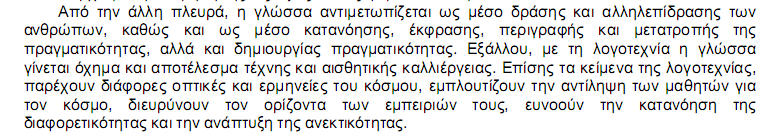 Από την άλλη πλευρά, η γλώσσα αντιμετωπίζεται ως μέσο δράσης και αλληλεπίδρασης των
ανθρώπων, καθώς και ως μέσο κατανόησης, έκφρασης, περιγραφής και μετατροπής της
πραγματικότητας, αλλά και δημιουργίας πραγματικότητας. Εξάλλου, με τη λογοτεχνία η γλώσσα
γίνεται όχημα και αποτέλεσμα τέχνης και αισθητικής καλλιέργειας. Επίσης τα κείμενα της λογοτεχνίας,
παρέχουν διάφορες οπτικές και ερμηνείες του κόσμου, εμπλουτίζουν την αντίληψη των μαθητών για
τον κόσμο, διευρύνουν τον ορίζοντα των εμπειριών τους, ευνοούν την κατανόηση της
διαφορετικότητας και την ανάπτυξη της ανεκτικότητας.